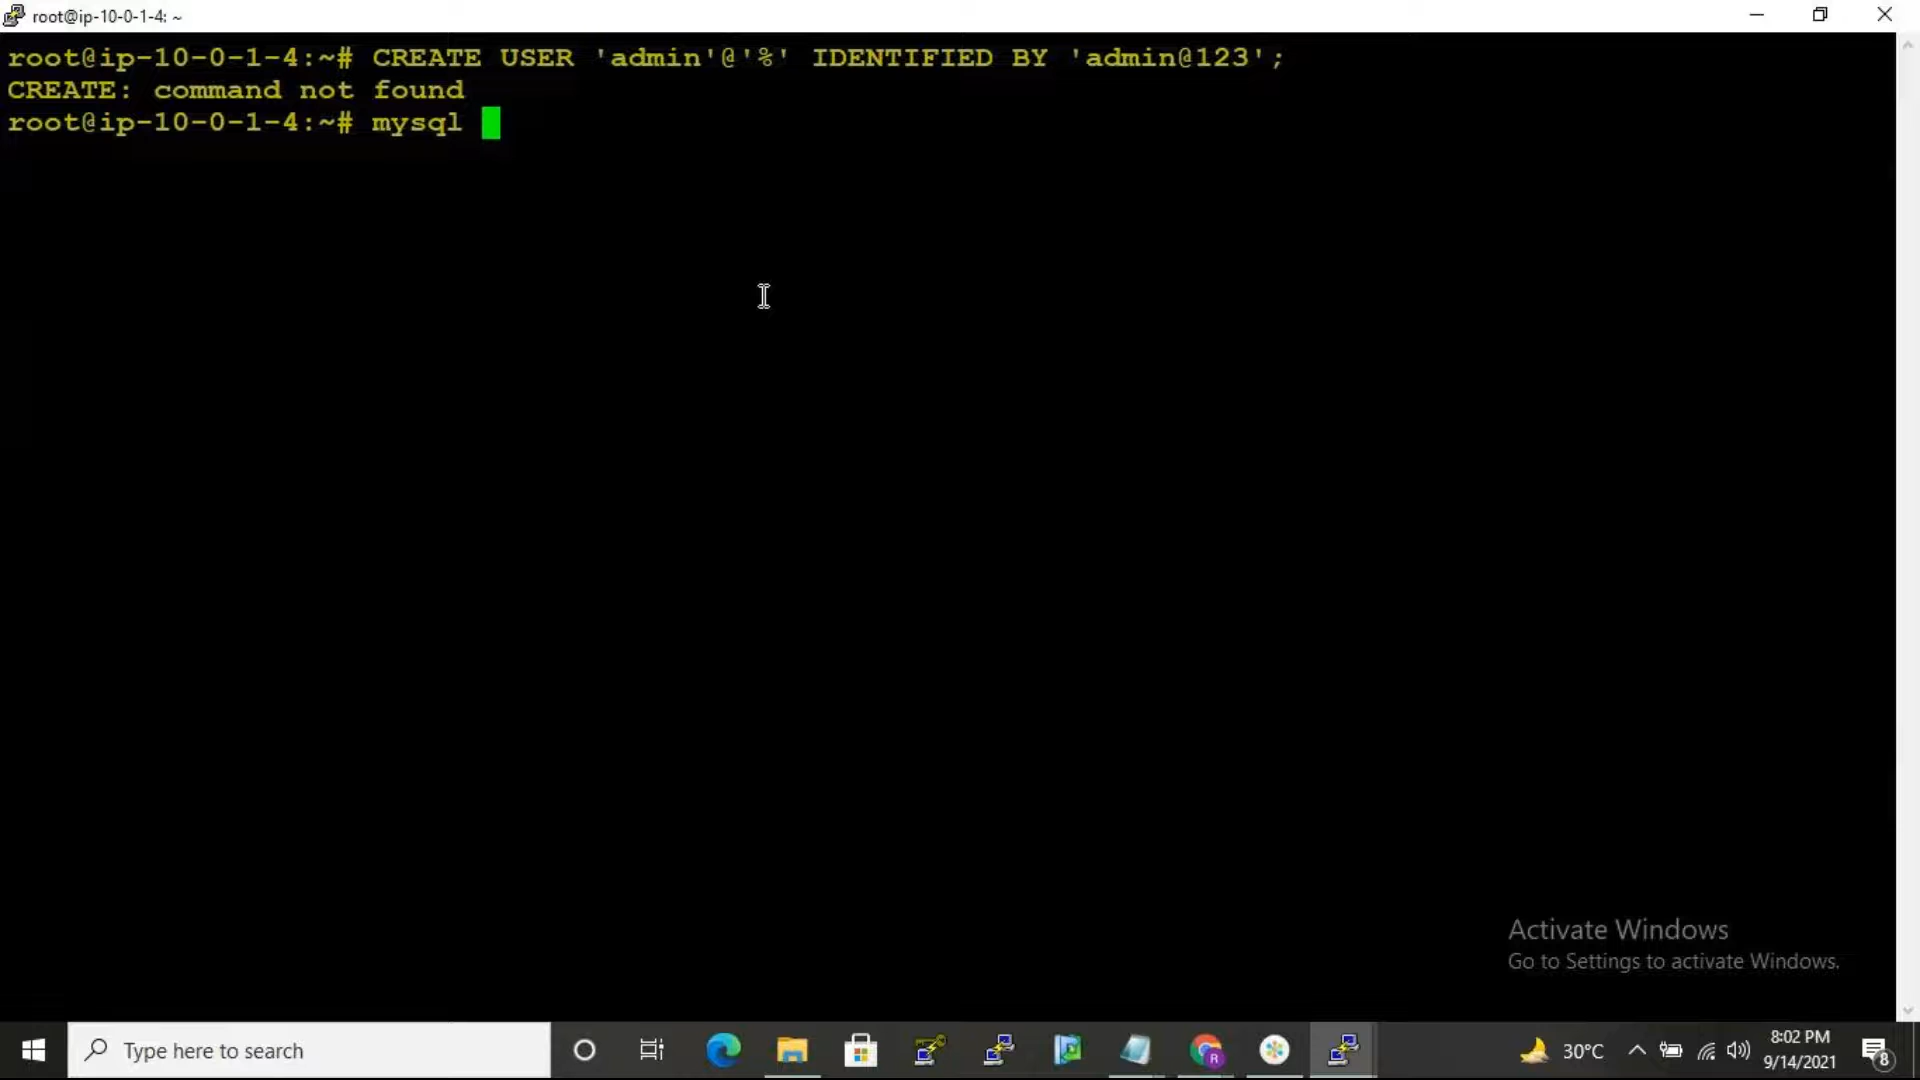 root@ip-10-0-1-4: ~
root@ip-10-0-1-4:~# CREATE USER 'admin'@'%' IDENTIFIED BY 'admin@123';
CREATE: command not found
root@ip-10-0-1-4:~# mysql
Activate Windows
Go to Settings to activate Windows.
Type here to search
R
30°C
8:02 PM
9/14/2021
8